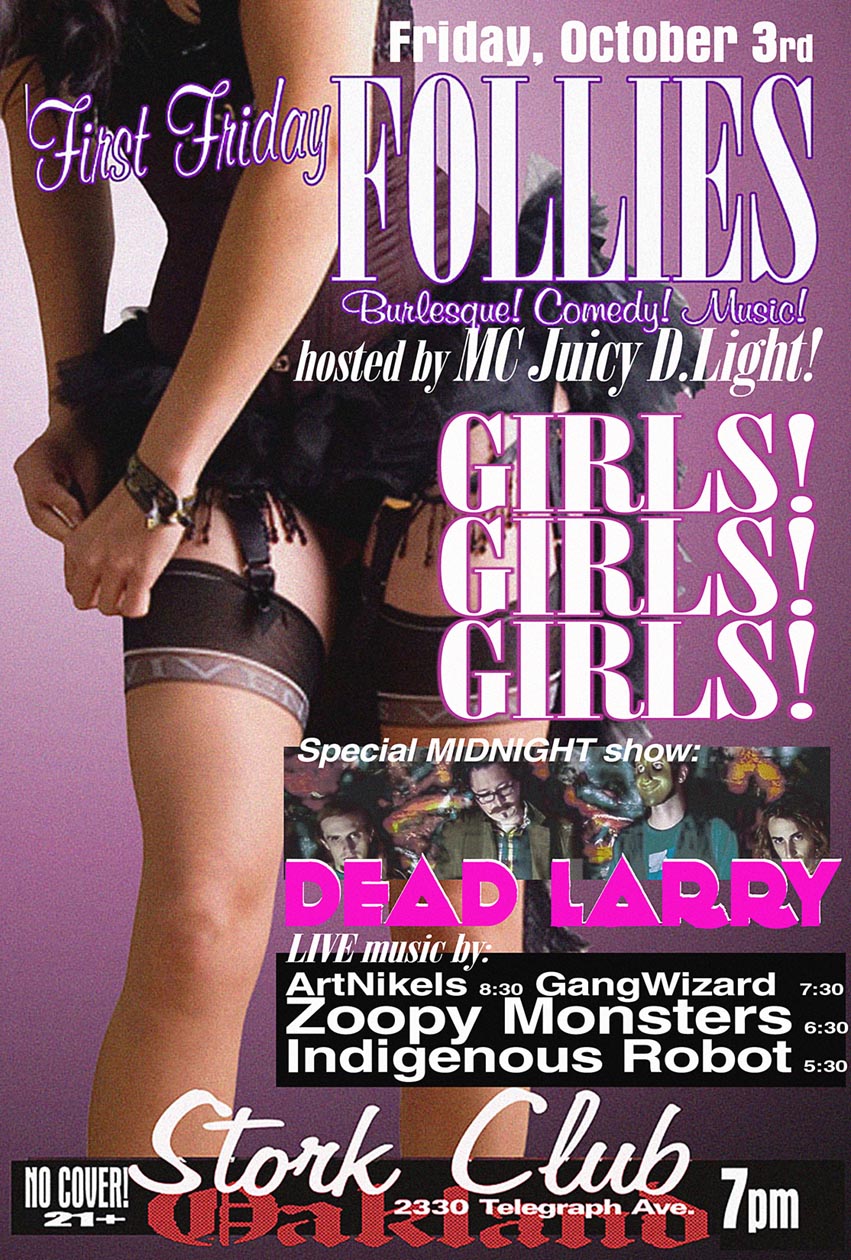 Friday, October 3rd
First Friday FOLLIES
Burlesque! Comedy! Music!
hosted by MC Juicy D.Light!
GIRLS!
GIRLS!
GIRLS!
Special MIDNIGHT show:
DEAD LARRY
LIVE music by:
ArtNikels 8:30 GangWizard 7:30
Zoopy Monsters 6:30
Indigenous Robot 5:30
Stork Club
NO COVER!
21+
2330 Telegraph Ave.
Oakland
7pm